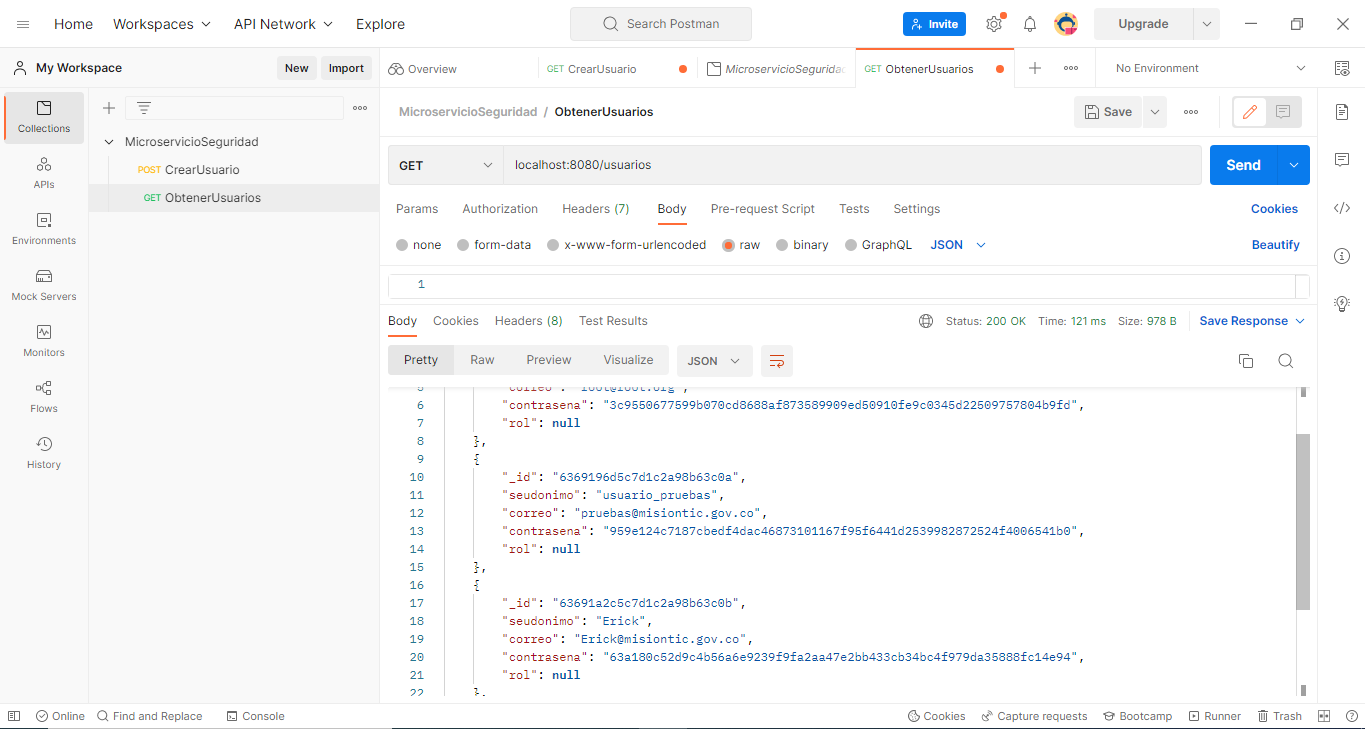 Home Workspaces API Network Explore Search Postman Invite Upgrade
My Workspace New Import Overview GET CrearUsuario MicroservicioSeguridad GET ObtenerUsuarios No Environment
Collections
APIs
Environments
Mock Servers
Monitors
Flows
History
MicroservicioSeguridad
POST CrearUsuario
GET ObtenerUsuarios
MicroservicioSeguridad / ObtenerUsuarios Save
GET localhost:8080/usuarios Send
Params Authorization Headers (7) Body Pre-request Script Tests Settings Cookies
none form-data x-www-form-urlencoded raw binary GraphQL JSON Beautify
1
Body Cookies Headers (8) Test Results Status: 200 OK Time: 121 ms Size: 978 B Save Response
Pretty Raw Preview Visualize JSON
5 "correo": "root@root.org",
6 "contrasena": "3c9550677599b070cd8688af873589909ed50910fe9c0345d22509757804b9fd",
7 "rol": null
8 },
9 {
10 "_id": "6369196d5c7d1c2a98b63c0a",
11 "seudonimo": "usuario_pruebas",
12 "correo": "pruebas@misiontic.gov.co",
13 "contrasena": "959e124c7187cbedf4dac46873101167f95f6441d2539982872524f4006541b0",
14 "rol": null
15 },
16 {
17 "_id": "63691a2c5c7d1c2a98b63c0b",
18 "seudonimo": "Erick",
19 "correo": "Erick@misiontic.gov.co",
20 "contrasena": "63a180c52d9c4b56a6e9239f9fa2aa47e2bb433cb34bc4f979da35888fc14e94",
21 "rol": null
22 },
Online Find and Replace Console Cookies Capture requests Bootcamp Runner Trash